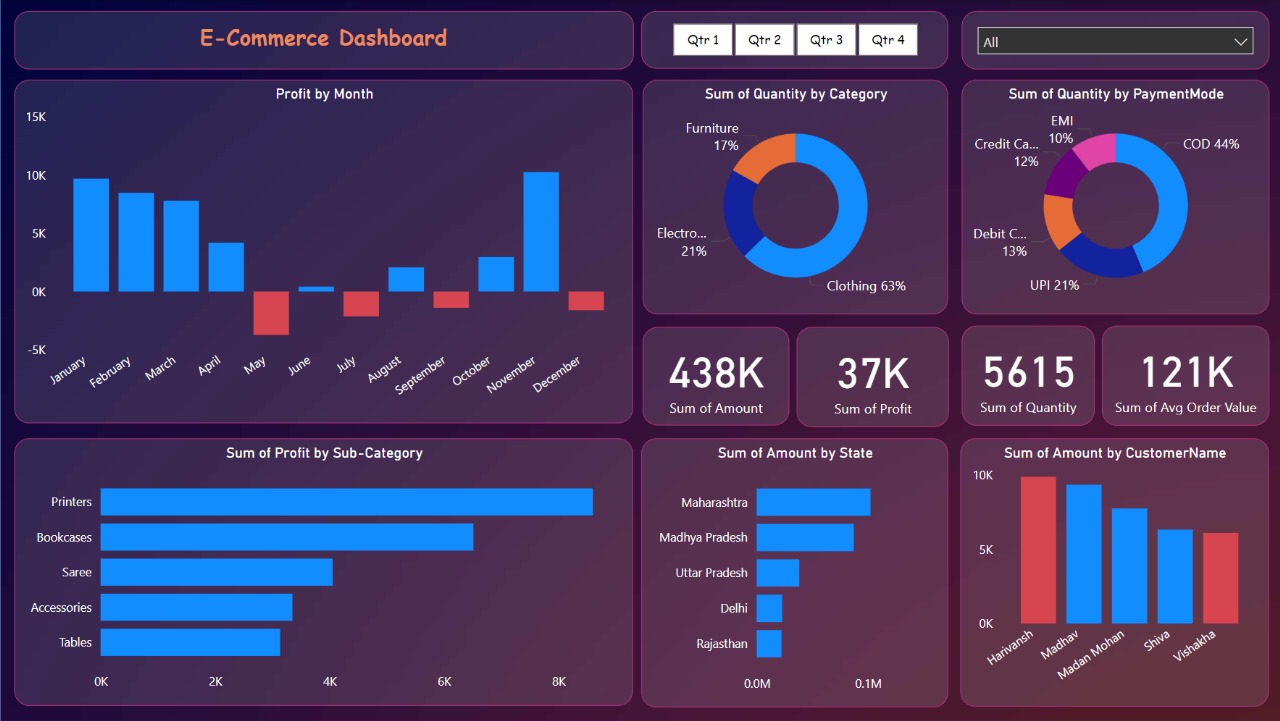 E-Commerce Dashboard
Qtr 1
Qtr 2
Qtr 3
Qtr 4
All
Profit by Month
15K
10K
5K
0K
-5K
January
February
March
April
May
June
July
August
September
October
November
December
Sum of Quantity by Category
Furniture
17%
Electro...
21%
Clothing 63%
Sum of Quantity by PaymentMode
EMI
10%
Credit Ca...
12%
Debit C...
13%
UPI 21%
COD 44%
438K
Sum of Amount
37K
Sum of Profit
5615
Sum of Quantity
121K
Sum of Avg Order Value
Sum of Profit by Sub-Category
Printers
Bookcases
Saree
Accessories
Tables
0K
2K
4K
6K
8K
Sum of Amount by State
Maharashtra
Madhya Pradesh
Uttar Pradesh
Delhi
Rajasthan
0.0M
0.1M
Sum of Amount by CustomerName
10K
5K
0K
Harivansh
Madhav
Madan Mohan
Shiva
Vishakha